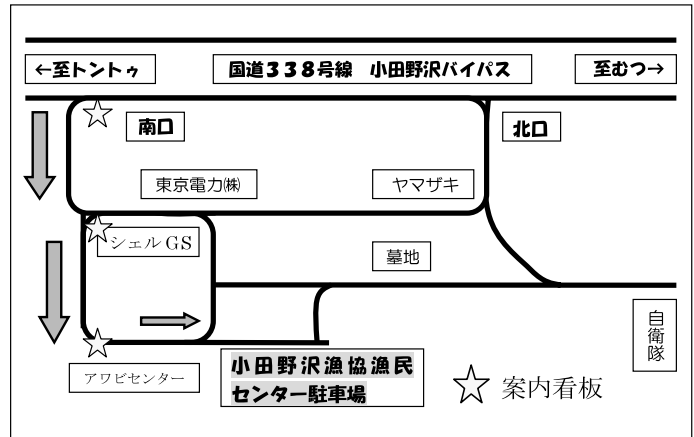 ←至トントゥ
国道338号線 小田野沢バイパス
至むつ→
南口
北口
東京電力㈱
ヤマザキ
シェルGS
墓地
自衛隊
アワビセンター
小田野沢漁協漁民
センター駐車場
案内看板